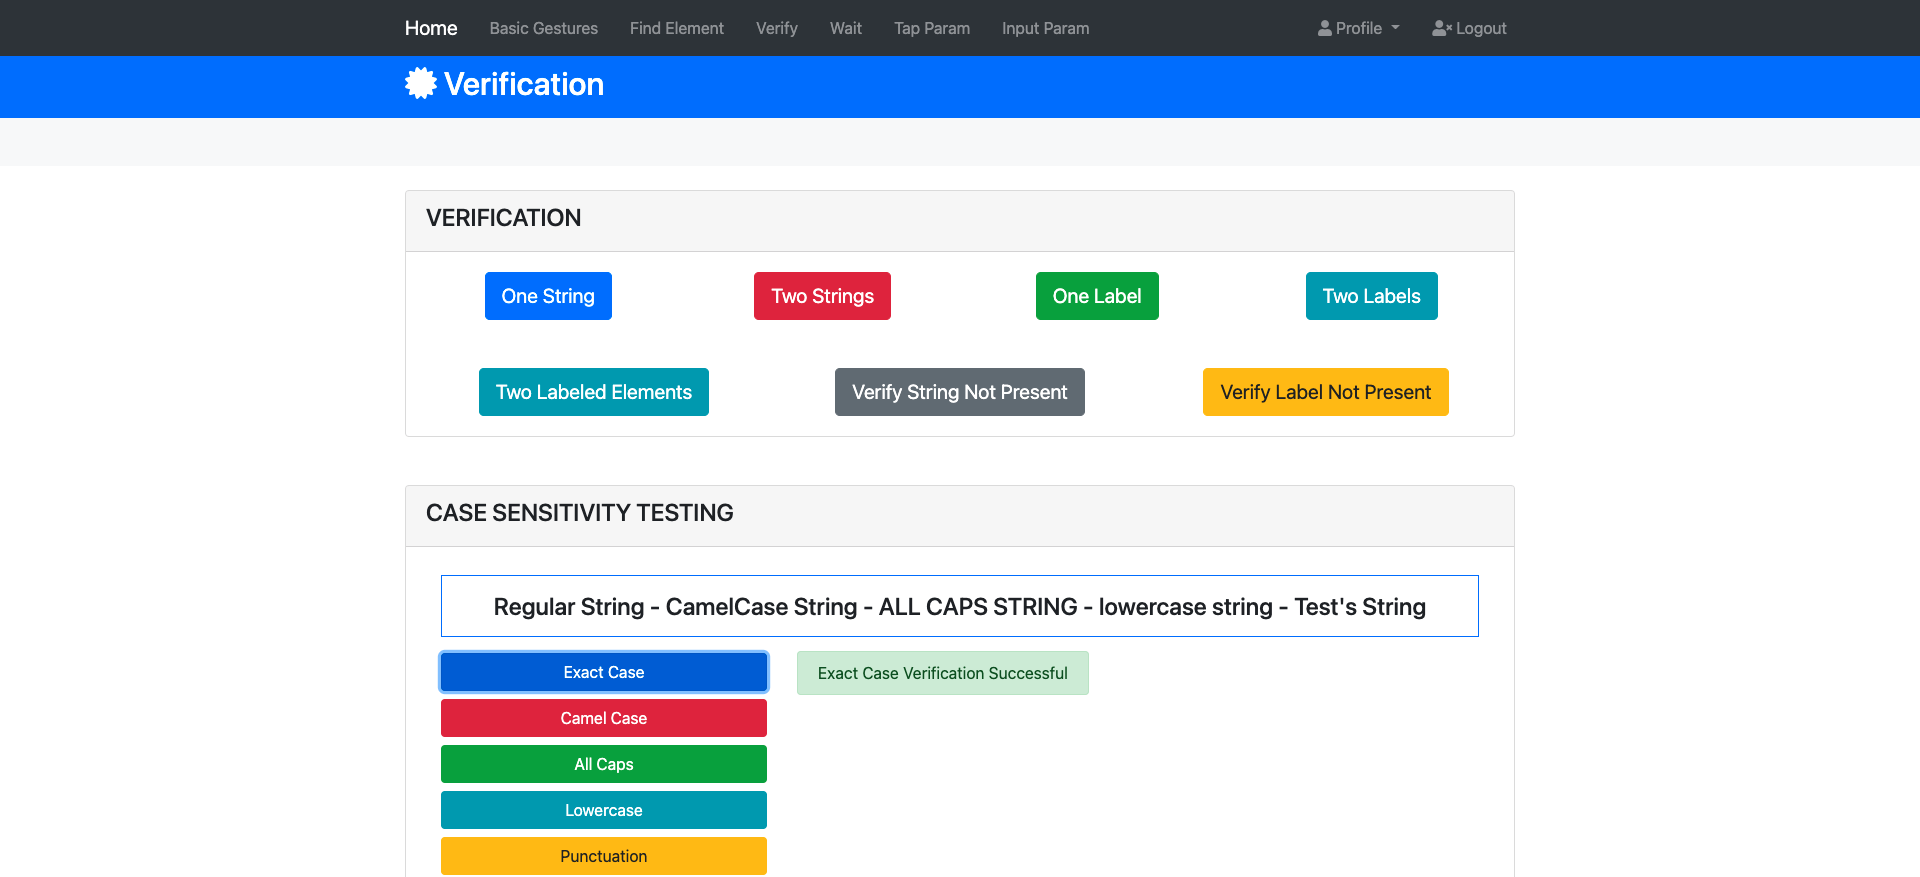 Home Basic Gestures Find Element Verify Wait Tap Param Input Param Profile Logout
Verification
VERIFICATION
One String Two Strings One Label Two Labels
Two Labeled Elements Verify String Not Present Verify Label Not Present
CASE SENSITIVITY TESTING
Regular String - CamelCase String - ALL CAPS STRING - lowercase string - Test's String
Exact Case Exact Case Verification Successful
Camel Case
All Caps
Lowercase
Punctuation